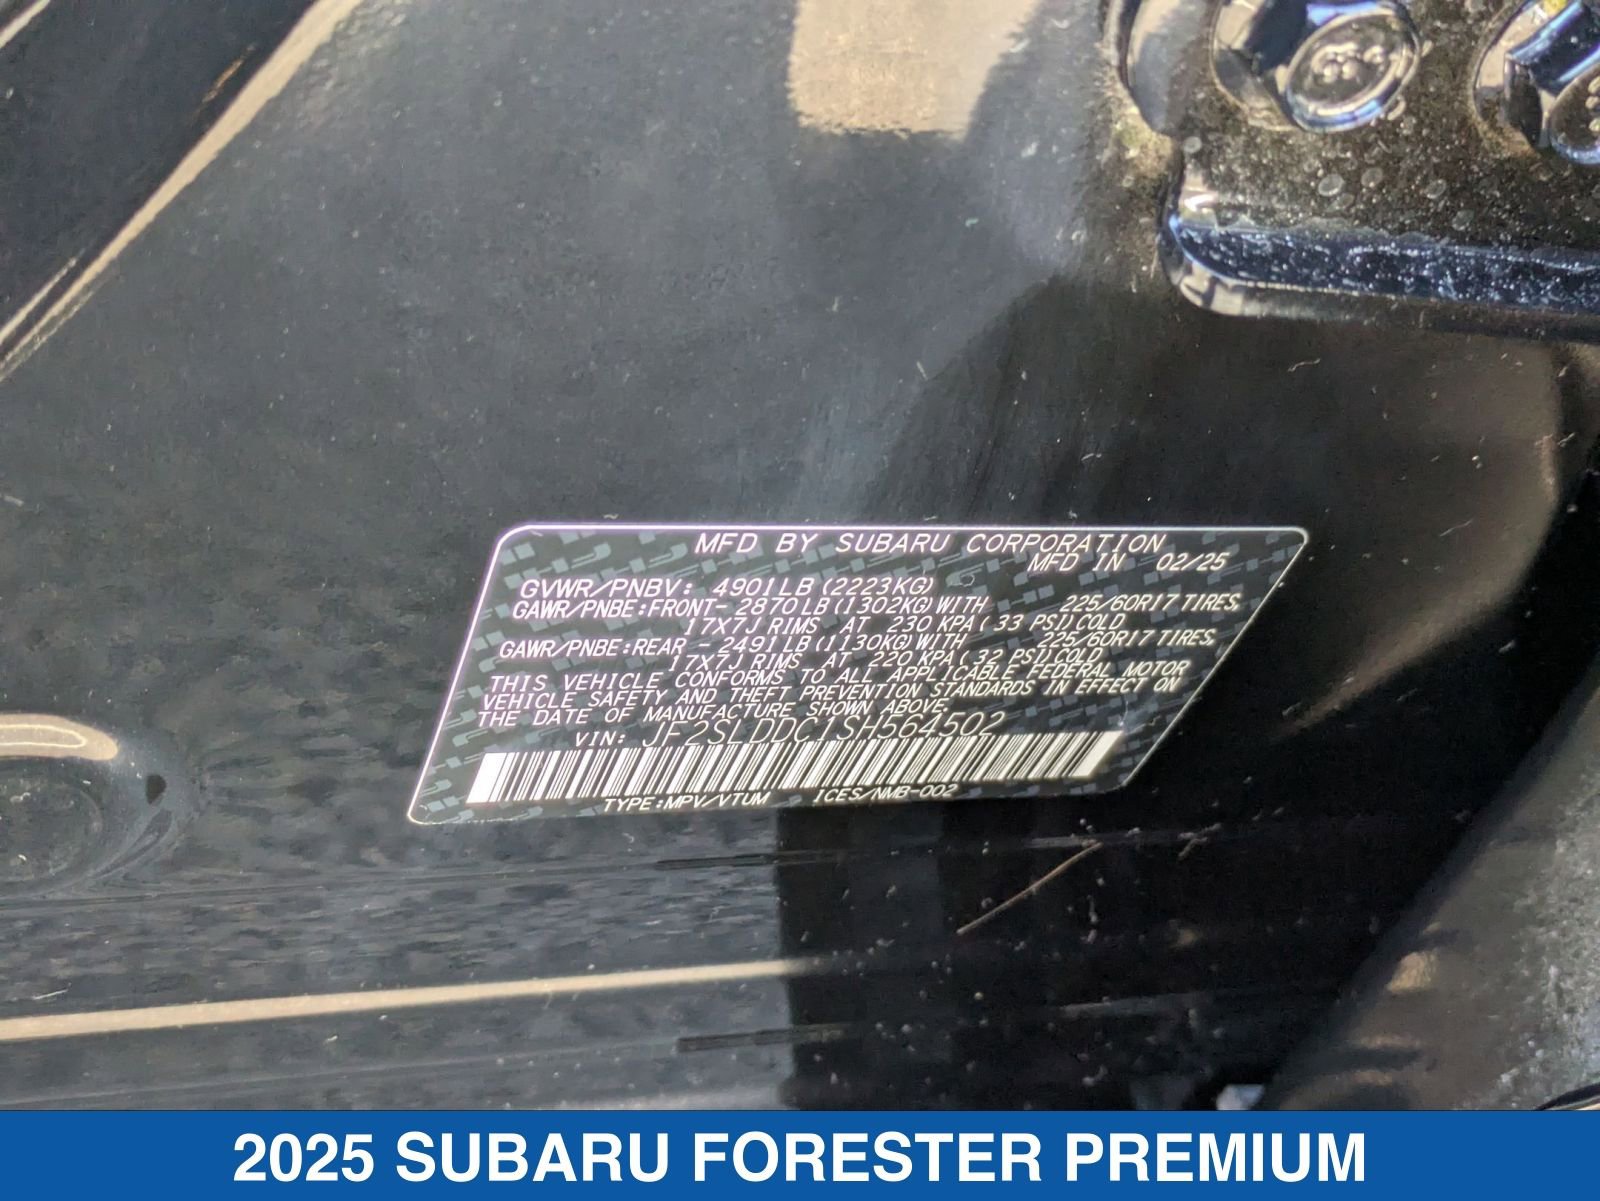 MFD BY SUBARU CORPORATION
MFD IN 02/25
GVWR/PNBV: 4901LB (2223KG)
GAWR/PNBE:FRONT- 2870LB(1302KG)WITH 225/60R17 TIRES,
17X7J RIMS AT 230 KPA( 33 PSI)COLD
GAWR/PNBE:REAR - 2491LB(1130KG)WITH 225/60R17 TIRES,
17X7J RIMS AT 220 KPA( 32 PSI)COLD
THIS VEHICLE CONFORMS TO ALL APPLICABLE FEDERAL MOTOR
VEHICLE SAFETY AND THEFT PREVENTION STANDARDS IN EFFECT ON
THE DATE OF MANUFACTURE SHOWN ABOVE.
VIN: JF2SLDDC1SH564502
TYPE:MPV/VTUM ICES/NMB-002
2025 SUBARU FORESTER PREMIUM